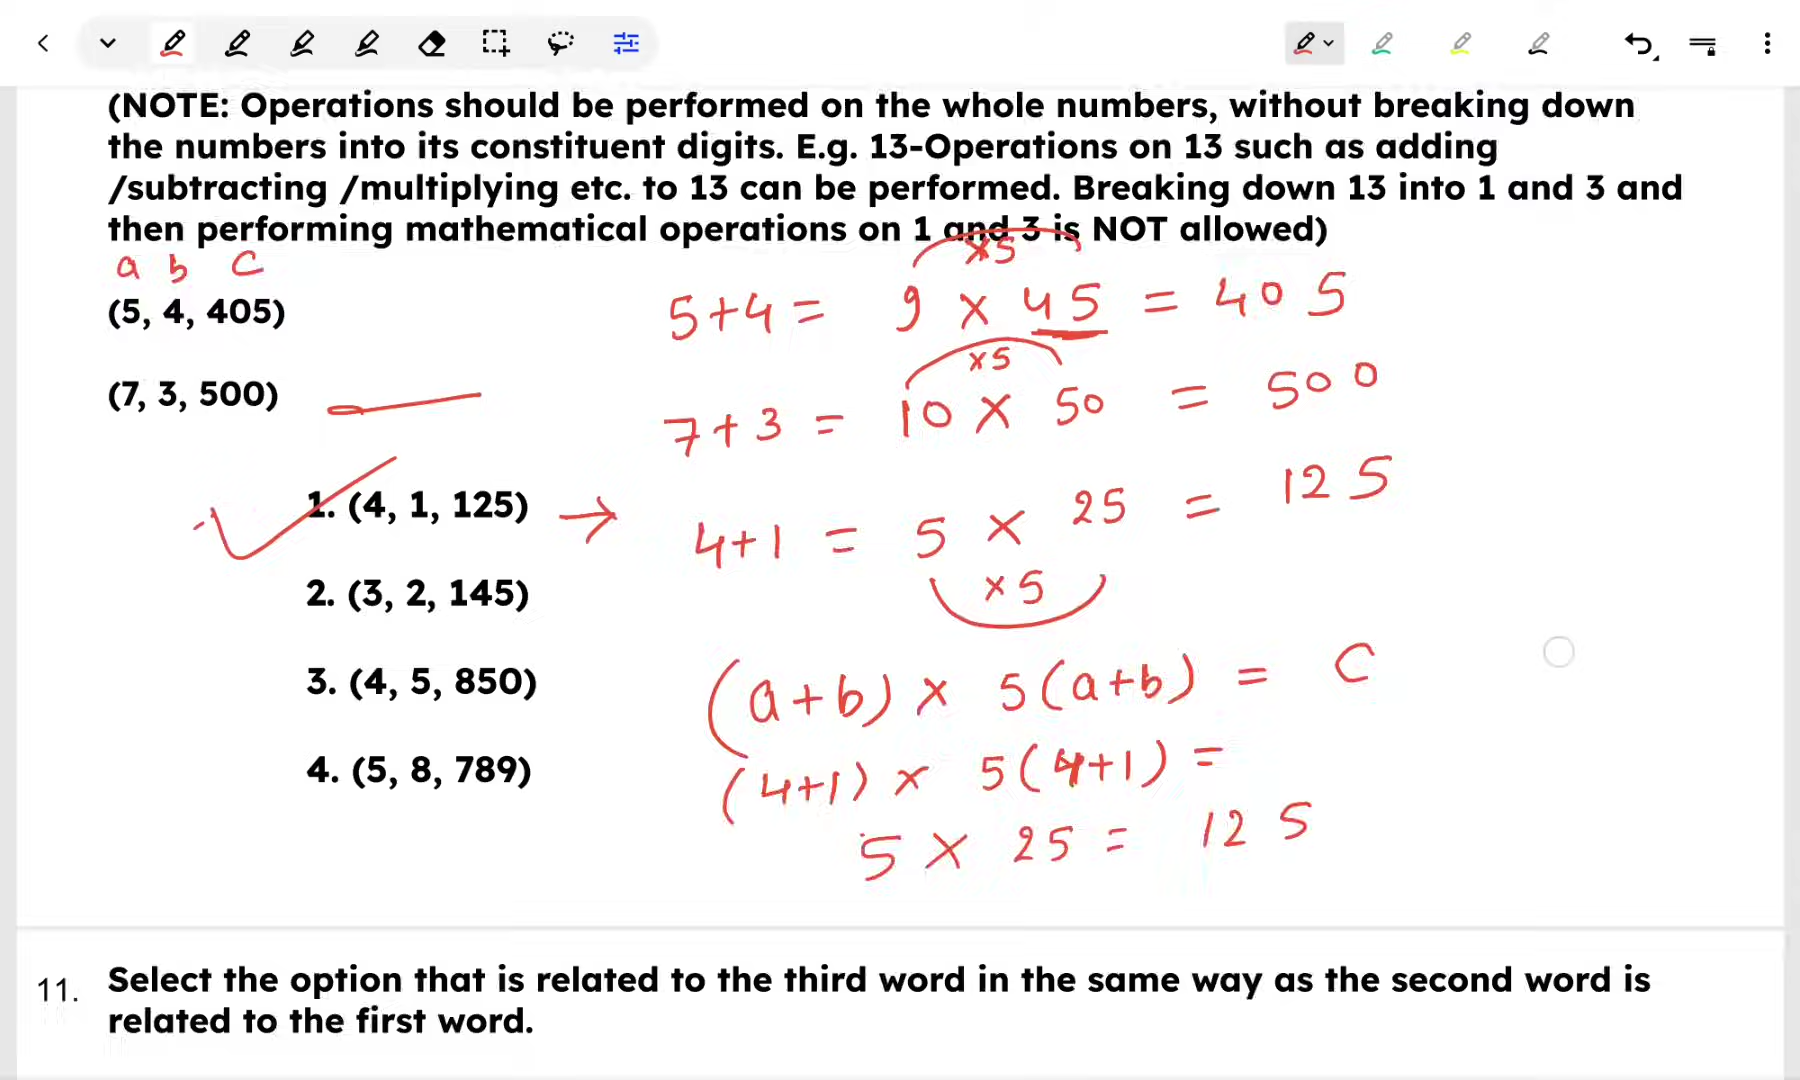 (NOTE: Operations should be performed on the whole numbers, without breaking down
the numbers into its constituent digits. E.g. 13-Operations on 13 such as adding
/subtracting /multiplying etc. to 13 can be performed. Breaking down 13 into 1 and 3 and
then performing mathematical operations on 1 and 3 is NOT allowed)
a b c
×5
(5, 4, 405)
5+4 = 9 × 45 = 405
×5
(7, 3, 500)
7+3 = 10 × 50 = 500
1. (4, 1, 125) →
4+1 = 5 × 25 = 125
×5
2. (3, 2, 145)
3. (4, 5, 850)
(a+b) × 5(a+b) = C
4. (5, 8, 789)
(4+1) × 5(4+1) =
5 × 25 = 125
11. Select the option that is related to the third word in the same way as the second word is
related to the first word.